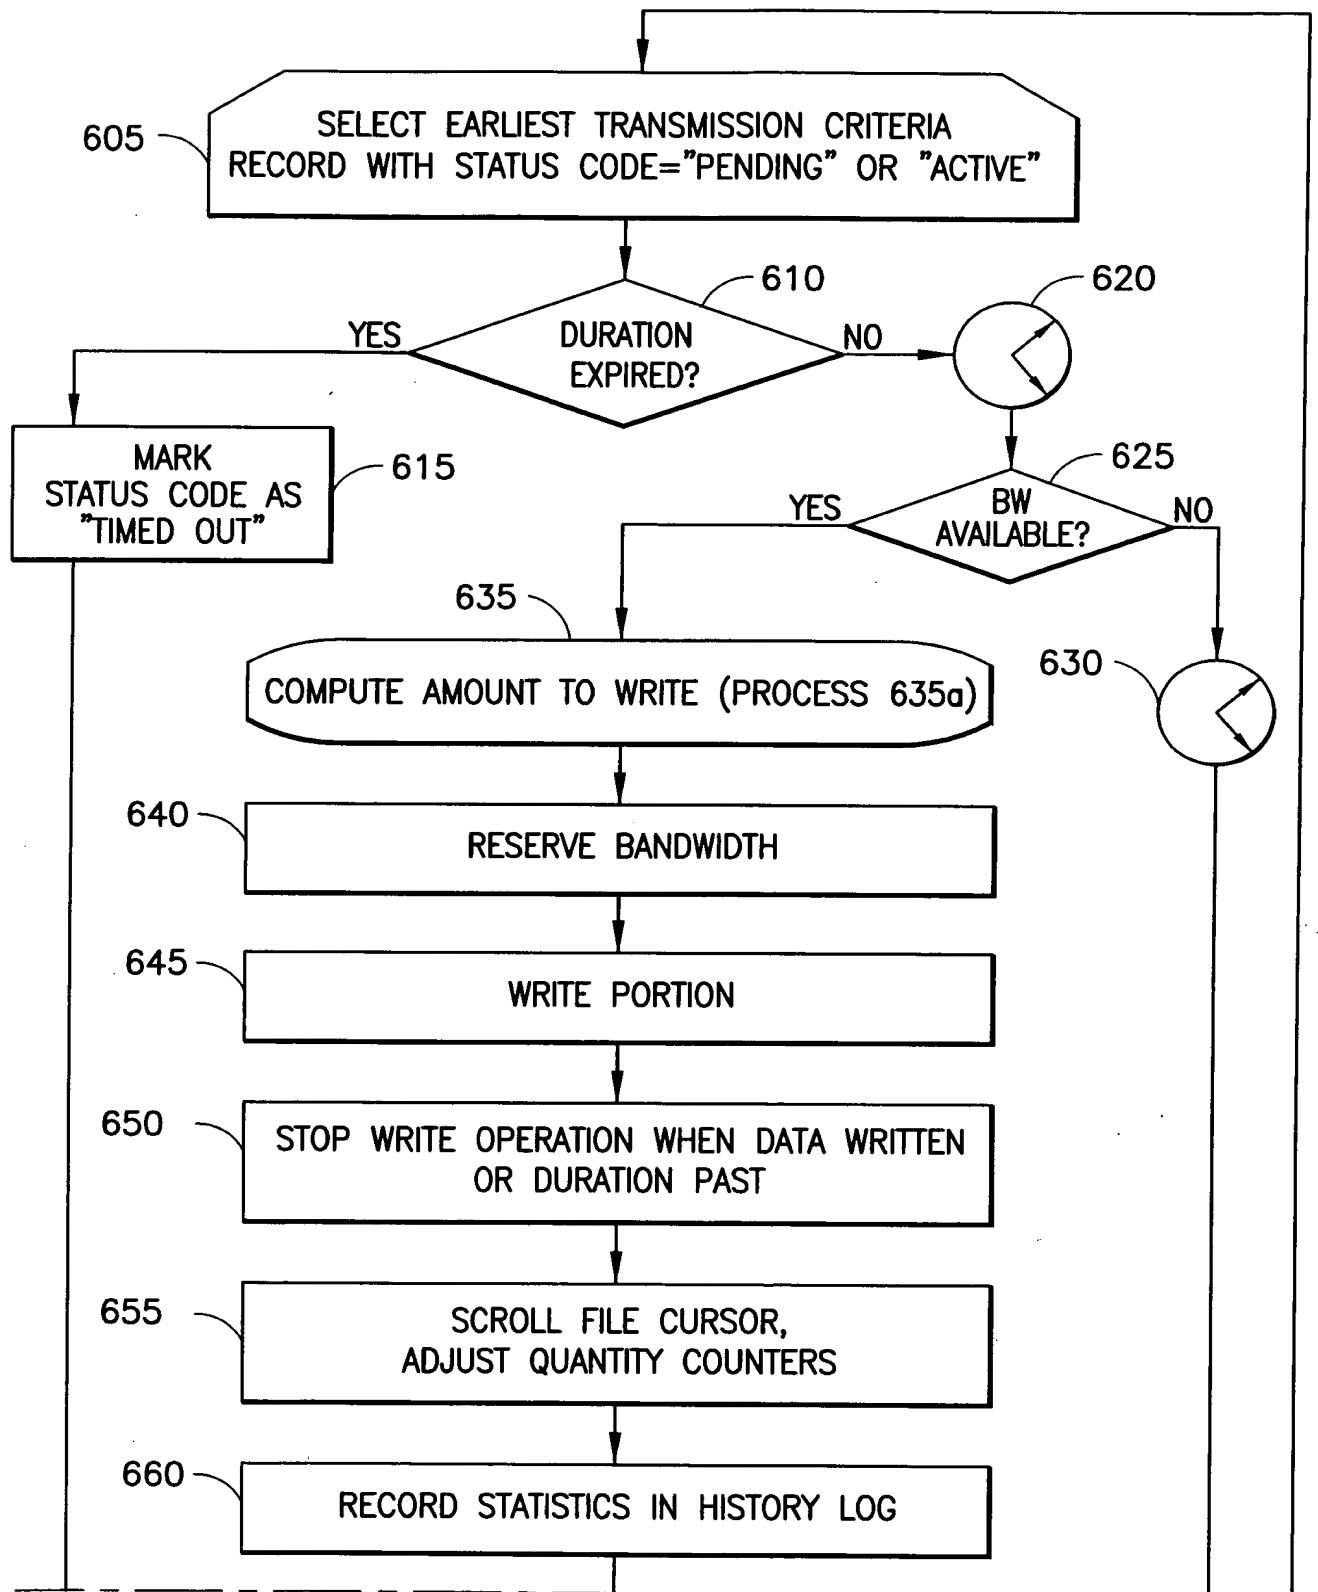 605
SELECT EARLIEST TRANSMISSION CRITERIA
RECORD WITH STATUS CODE="PENDING" OR "ACTIVE"
610
620
YES
DURATION
EXPIRED?
NO
MARK
STATUS CODE AS
"TIMED OUT"
615
625
YES
BW
AVAILABLE?
NO
635
630
COMPUTE AMOUNT TO WRITE (PROCESS 635a)
640
RESERVE BANDWIDTH
645
WRITE PORTION
650
STOP WRITE OPERATION WHEN DATA WRITTEN
OR DURATION PAST
655
SCROLL FILE CURSOR,
ADJUST QUANTITY COUNTERS
660
RECORD STATISTICS IN HISTORY LOG